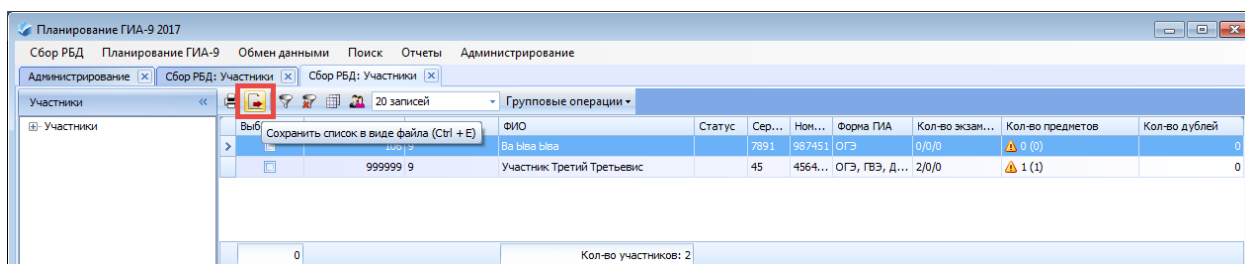 Планирование ГИА-9 2017
Сбор РБД Планирование ГИА-9 Обмен данными Поиск Отчеты Администрирование
Администрирование Сбор РБД: Участники Сбор РБД: Участники
Участники « 20 записей Групповые операции
Участники
Выб ФИО Статус Сер... Ном... Форма ГИА Кол-во экзам... Кол-во предметов Кол-во дублей
Сохранить список в виде файла (Ctrl + E)
106 9 Ва Ыва Ыва 7891 987451 ОГЭ 0/0/0 0 (0) 0
999999 9 Участник Третий Третьевис 45 4564... ОГЭ, ГВЭ, Д... 2/0/0 1 (1) 0
0 Кол-во участников: 2